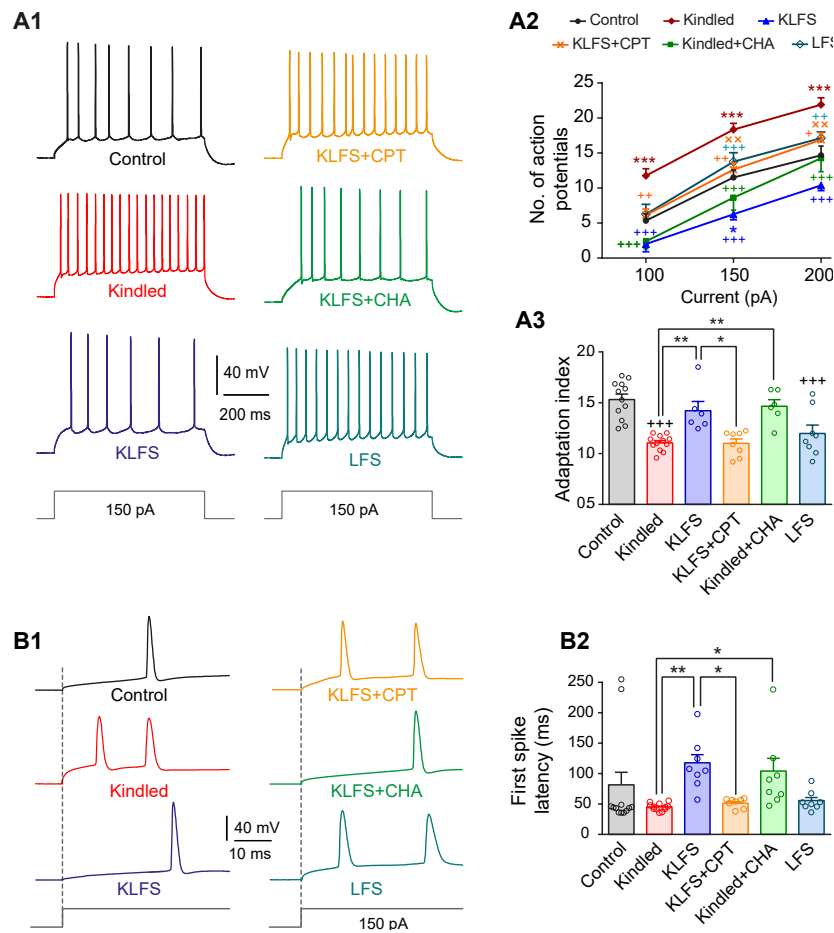 A1
A2
Control
Kindled
KLFS
KLFS+CPT
Kindled+CHA
LFS
Control
KLFS+CPT
Kindled
KLFS+CHA
KLFS
LFS
40 mV
200 ms
150 pA
150 pA
No. of action
potentials
25
20
15
10
5
0
***
***
***
++
××
+
++
××
+++
++
+++
+++
+++
+++
*
+++
+++
100
150
200
Current (pA)
A3
Adaptation index
20
15
10
05
**
**
*
+++
+++
Control
Kindled
KLFS
KLFS+CPT
Kindled+CHA
LFS
B1
Control
KLFS+CPT
Kindled
KLFS+CHA
KLFS
LFS
40 mV
10 ms
150 pA
B2
First spike
latency (ms)
250
200
150
100
50
0
*
**
*
Control
Kindled
KLFS
KLFS+CPT
Kindled+CHA
LFS